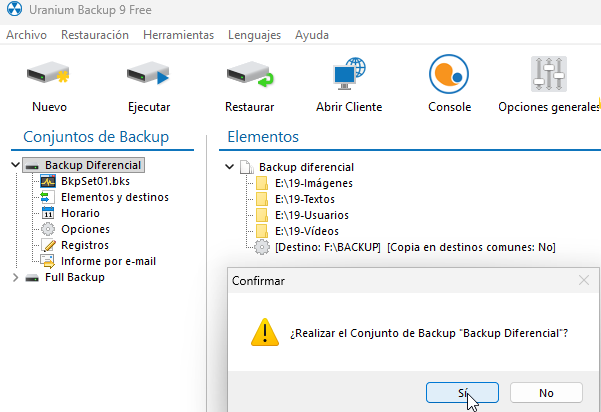 Uranium Backup 9 Free
Archivo Restauración Herramientas Lenguajes Ayuda
Nuevo Ejecutar Restaurar Abrir Cliente Console Opciones generales
Conjuntos de Backup
Backup Diferencial
BkpSet01.bks
Elementos y destinos
11 Horario
Opciones
Registros
Informe por e-mail
Full Backup
Elementos
Backup diferencial
E:\19-Imágenes
E:\19-Textos
E:\19-Usuarios
E:\19-Vídeos
[Destino: F:\BACKUP] [Copia en destinos comunes: No]
Confirmar
¿Realizar el Conjunto de Backup "Backup Diferencial"?
Sí No